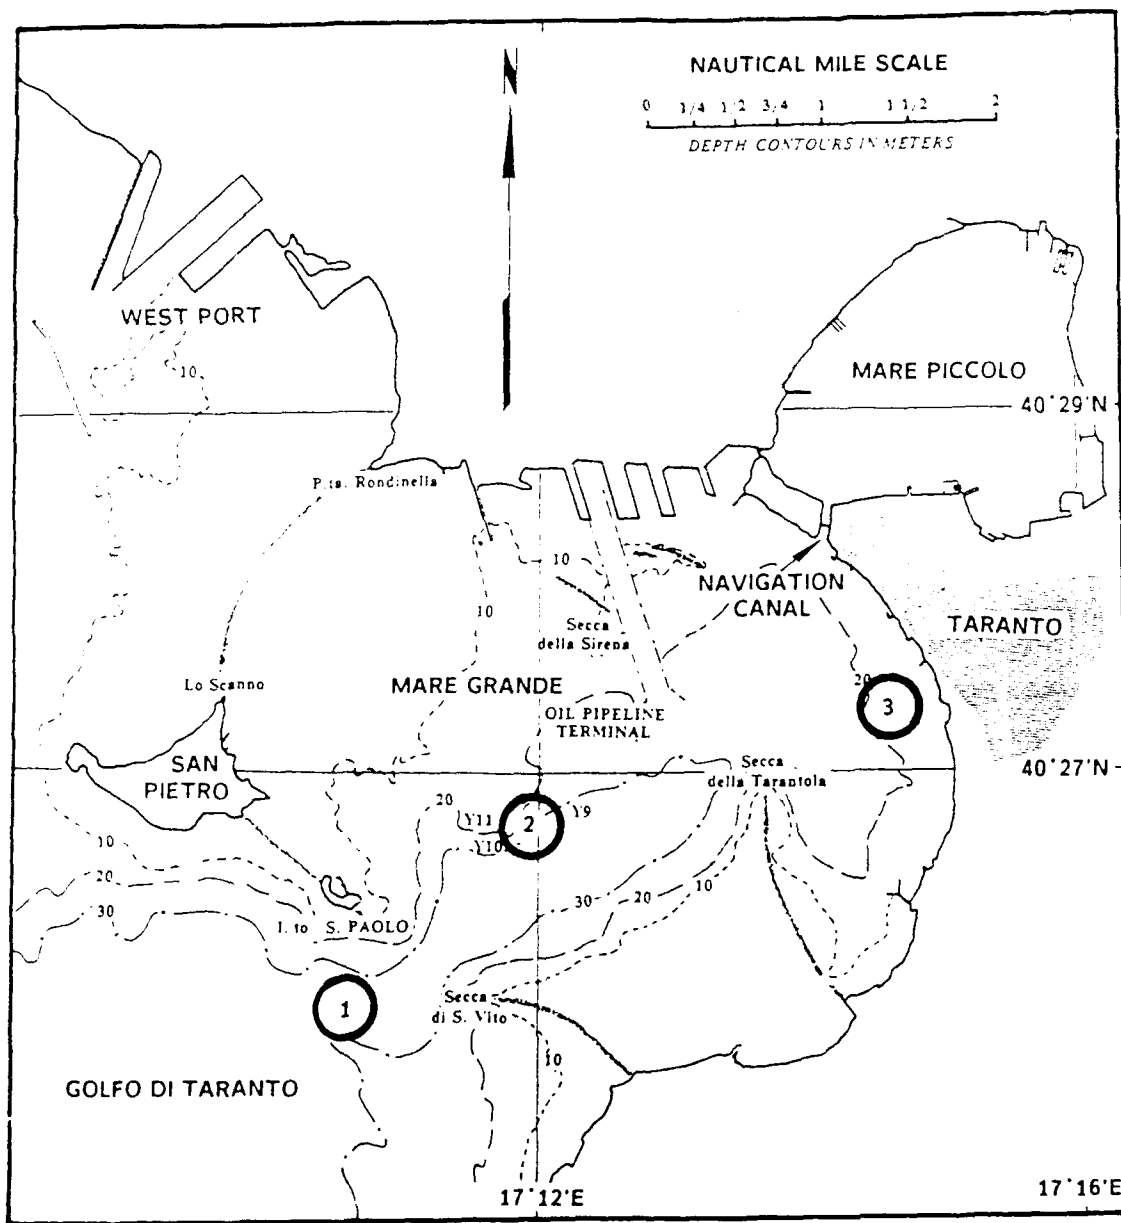 N
NAUTICAL MILE SCALE
0 1/4 1/2 3/4 1 1 1/2 2
DEPTH CONTOURS IN METERS
WEST PORT
10
MARE PICCOLO
40°29'N
P.ta. Rondinella
10
10
NAVIGATION
CANAL
Secca
della Sirena
TARANTO
Lo Scanno
MARE GRANDE
20
3
OIL PIPELINE
TERMINAL
SAN
PIETRO
Secca
della Tarantola
40°27'N
20
Y11
2
Y9
10
Y10
20
30
10
20
30
I. to S. PAOLO
1
Secca
di S. Vito
10
GOLFO DI TARANTO
17°12'E
17°16'E